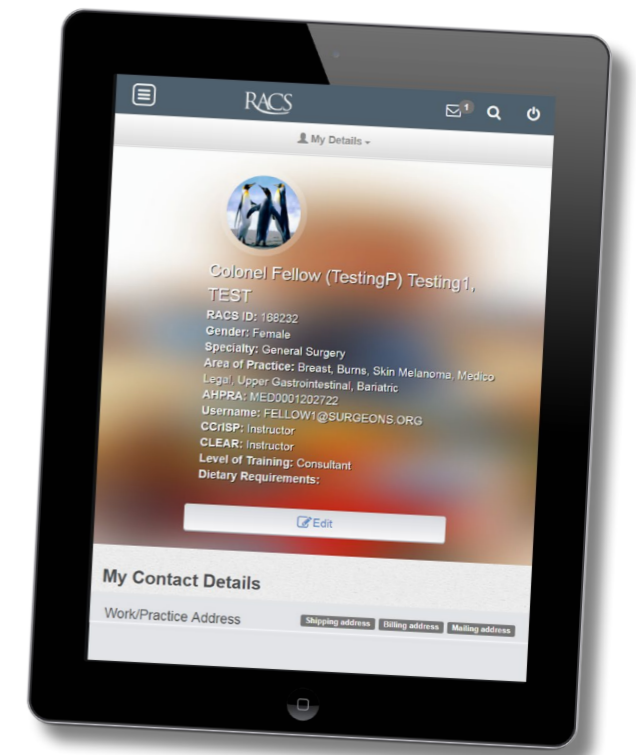 RACS
1
My Details
Colonel Fellow (TestingP) Testing1,
TEST
RACS ID: 168232
Gender: Female
Specialty: General Surgery
Area of Practice: Breast, Burns, Skin Melanoma, Medico
Legal, Upper Gastrointestinal, Bariatric
AHPRA: MED0001202722
Username: FELLOW1@SURGEONS.ORG
CCrISP: Instructor
CLEAR: Instructor
Level of Training: Consultant
Dietary Requirements:
Edit
My Contact Details
Work/Practice Address Shipping address Billing address Mailing address